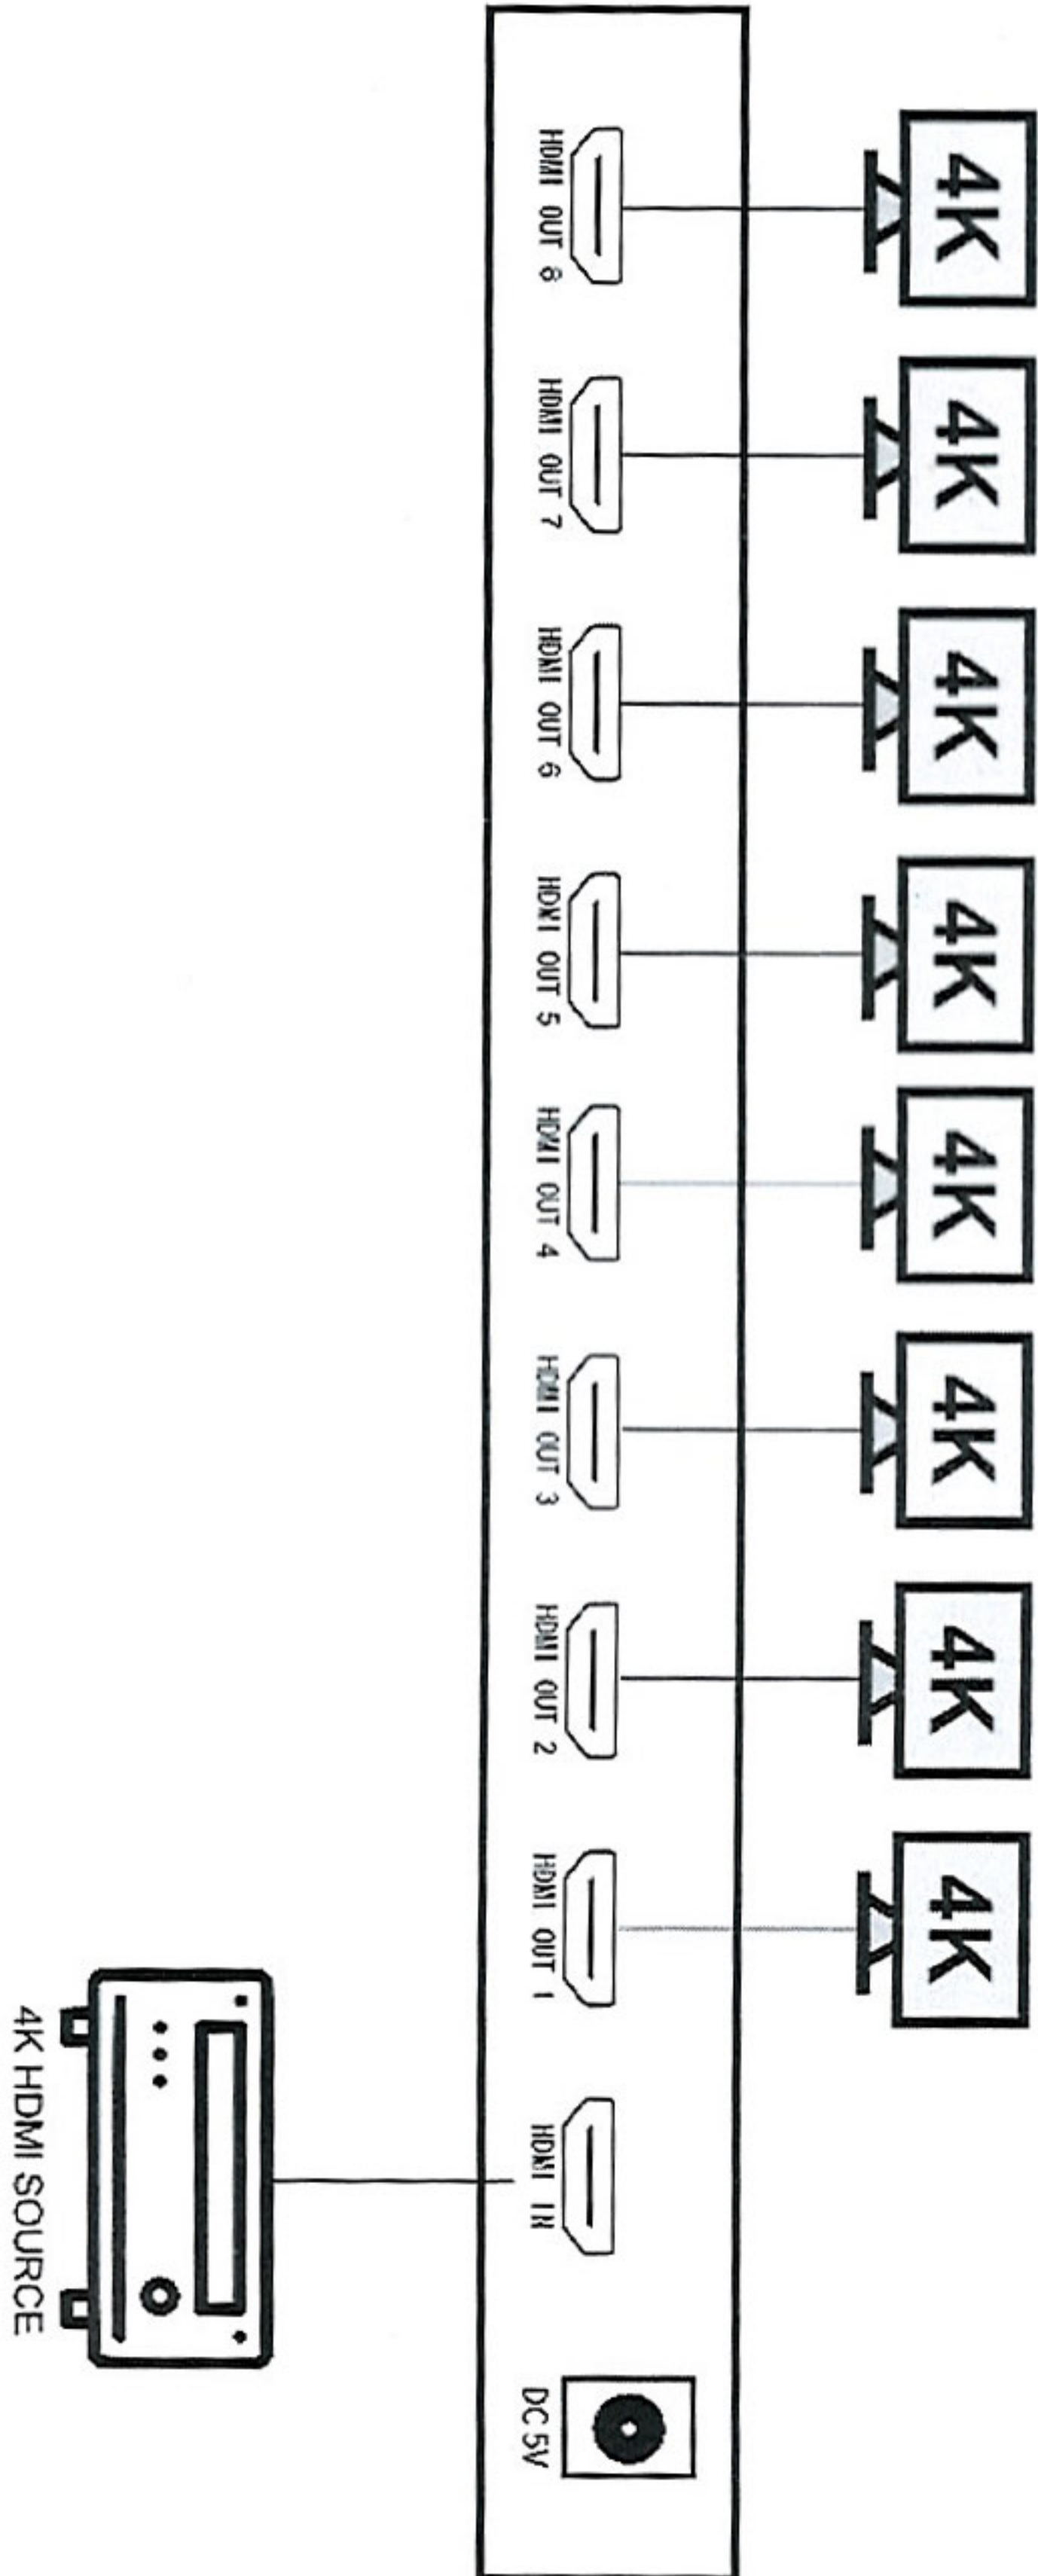 4K
4K
4K
4K
4K
4K
4K
4K
HDMI OUT 8
HDMI OUT 7
HDMI OUT 6
HDMI OUT 5
HDMI OUT 4
HDMI OUT 3
HDMI OUT 2
HDMI OUT 1
HDMI IN
DC 5V
4K HDMI SOURCE